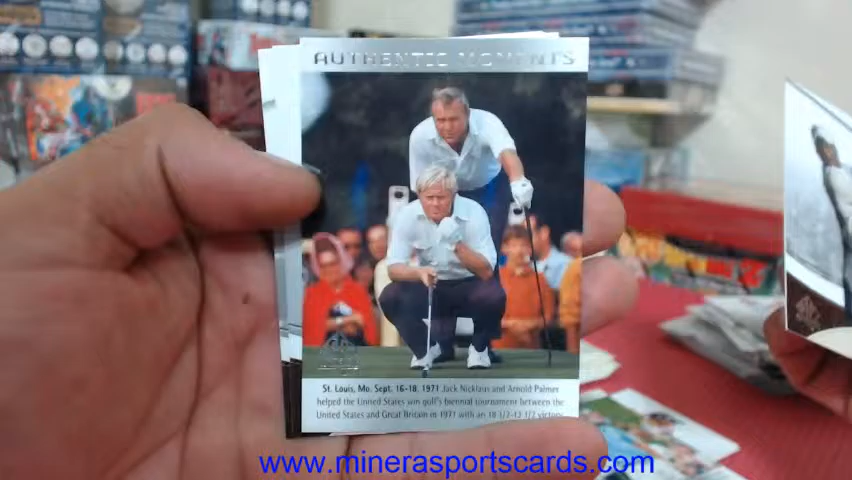 AUTHENTIC MOMENTS
St. Louis, Mo. Sept. 16-18, 1971 Jack Nicklaus and Arnold Palmer
helped the United States win golf's biennial tournament between the
United States and Great Britain in 1971 with an 18 1/2-13 1/2 victory.
www.minerasportscards.com